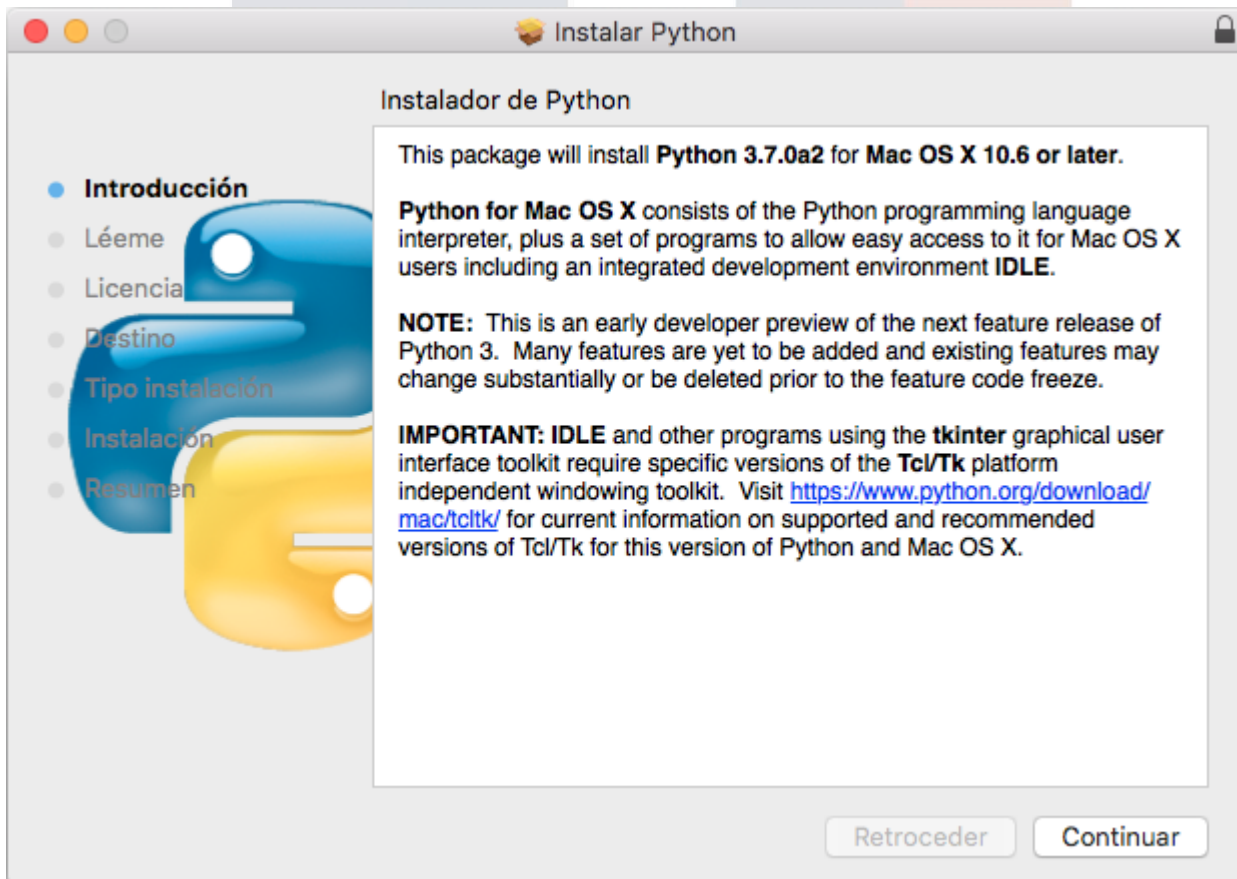 Instalar Python
Instalador de Python
Introducción
Léeme
Licencia
Destino
Tipo instalación
Instalación
Resumen
This package will install Python 3.7.0a2 for Mac OS X 10.6 or later.
Python for Mac OS X consists of the Python programming language
interpreter, plus a set of programs to allow easy access to it for Mac OS X
users including an integrated development environment IDLE.
NOTE: This is an early developer preview of the next feature release of
Python 3. Many features are yet to be added and existing features may
change substantially or be deleted prior to the feature code freeze.
IMPORTANT: IDLE and other programs using the tkinter graphical user
interface toolkit require specific versions of the Tcl/Tk platform
independent windowing toolkit. Visit https://www.python.org/download/
mac/tcltk/ for current information on supported and recommended
versions of Tcl/Tk for this version of Python and Mac OS X.
Retroceder
Continuar